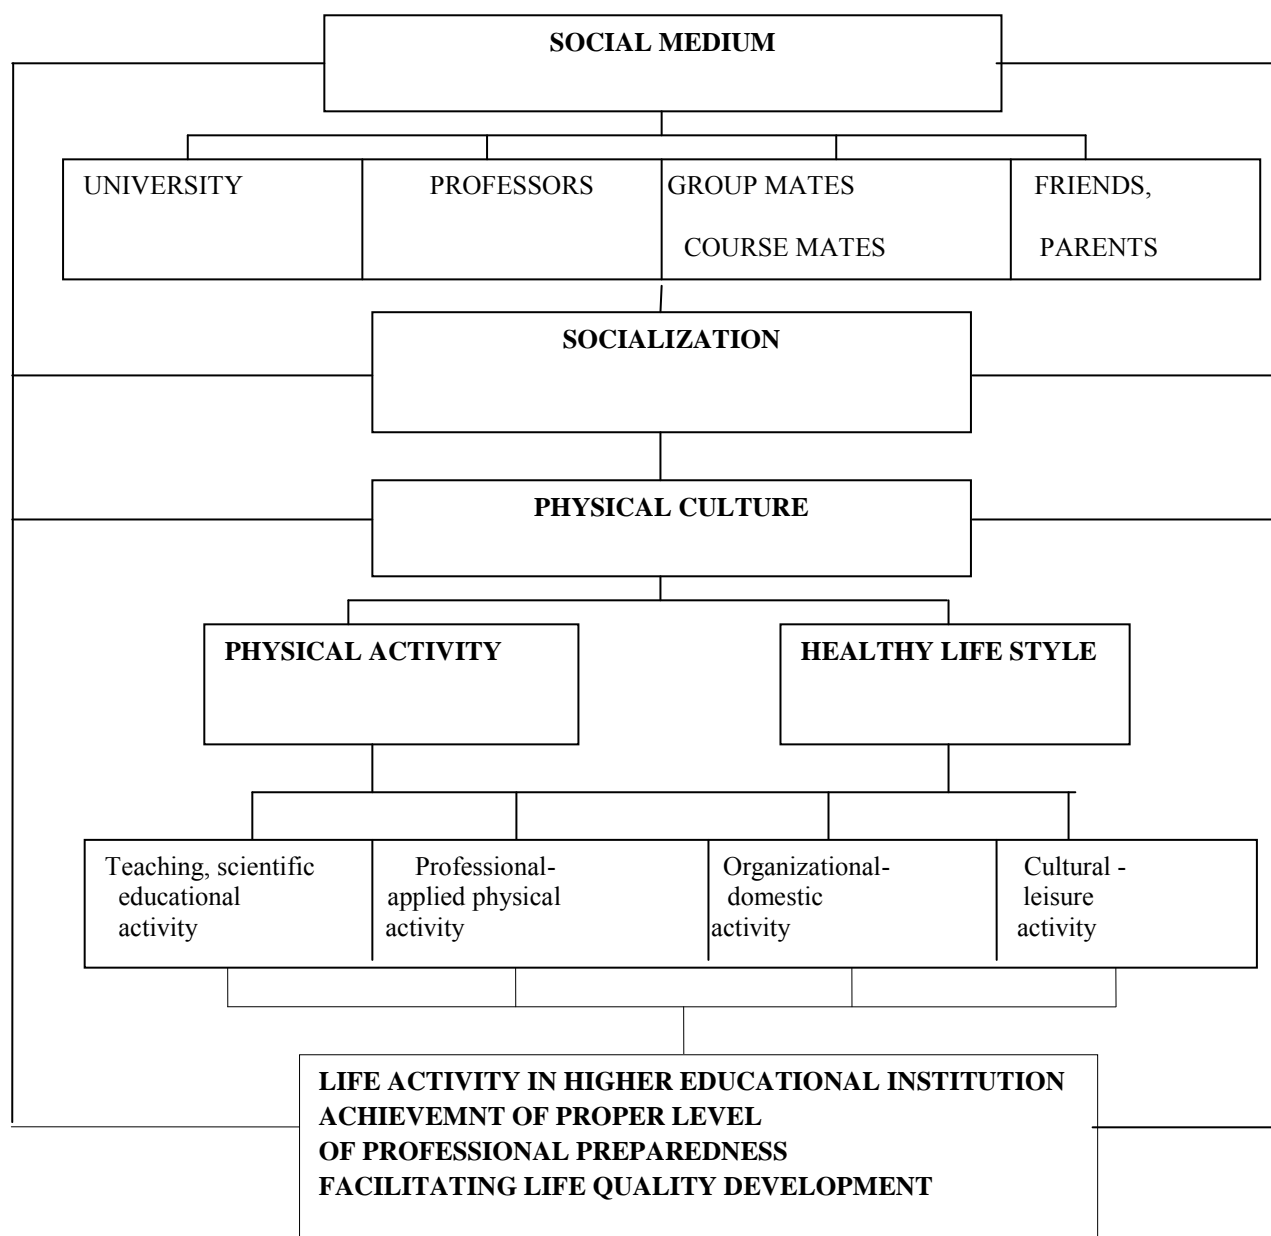 SOCIAL MEDIUM
UNIVERSITY
PROFESSORS
GROUP MATES
COURSE MATES
FRIENDS,
PARENTS
SOCIALIZATION
PHYSICAL CULTURE
PHYSICAL ACTIVITY
HEALTHY LIFE STYLE
Teaching, scientific
educational
activity
Professional-
applied physical
activity
Organizational-
domestic
activity
Cultural -
leisure
activity
LIFE ACTIVITY IN HIGHER EDUCATIONAL INSTITUTION
ACHIEVEMNT OF PROPER LEVEL
OF PROFESSIONAL PREPAREDNESS
FACILITATING LIFE QUALITY DEVELOPMENT